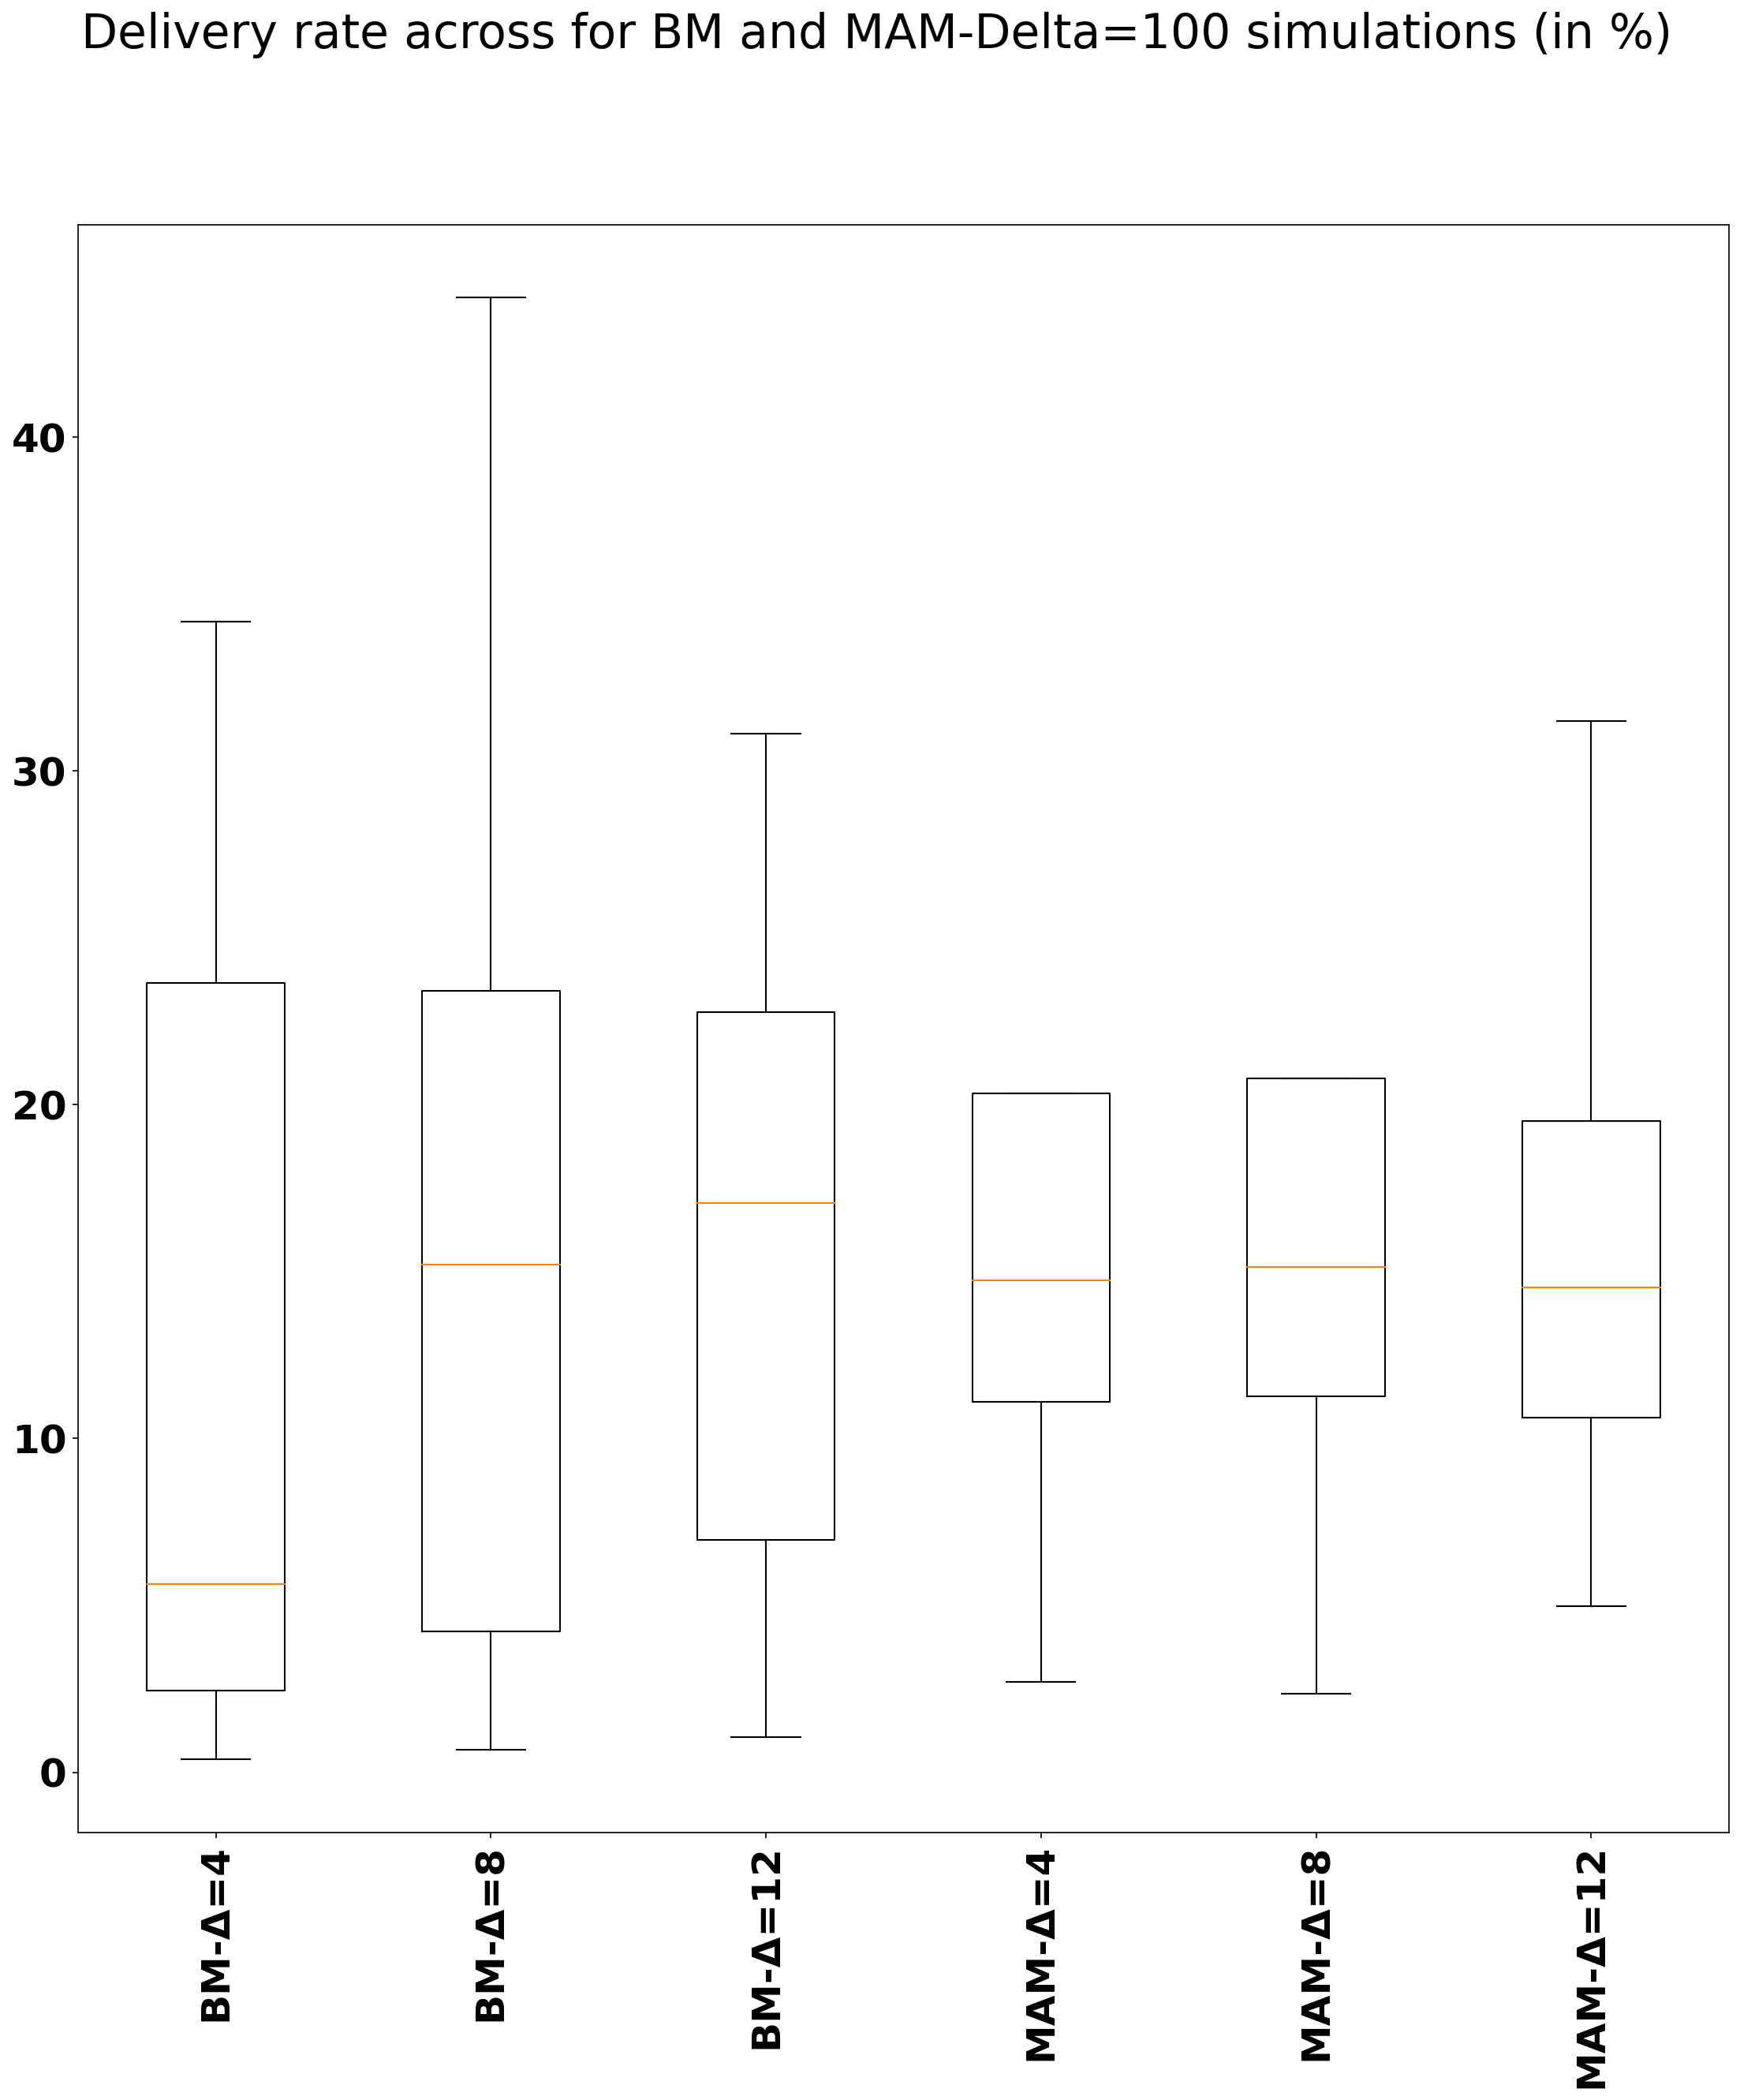 Delivery rate across for BM and MAM-Delta=100 simulations (in %)
40
30
20
10
0
BM-Δ=4
BM-Δ=8
BM-Δ=12
MAM-Δ=4
MAM-Δ=8
MAM-Δ=12